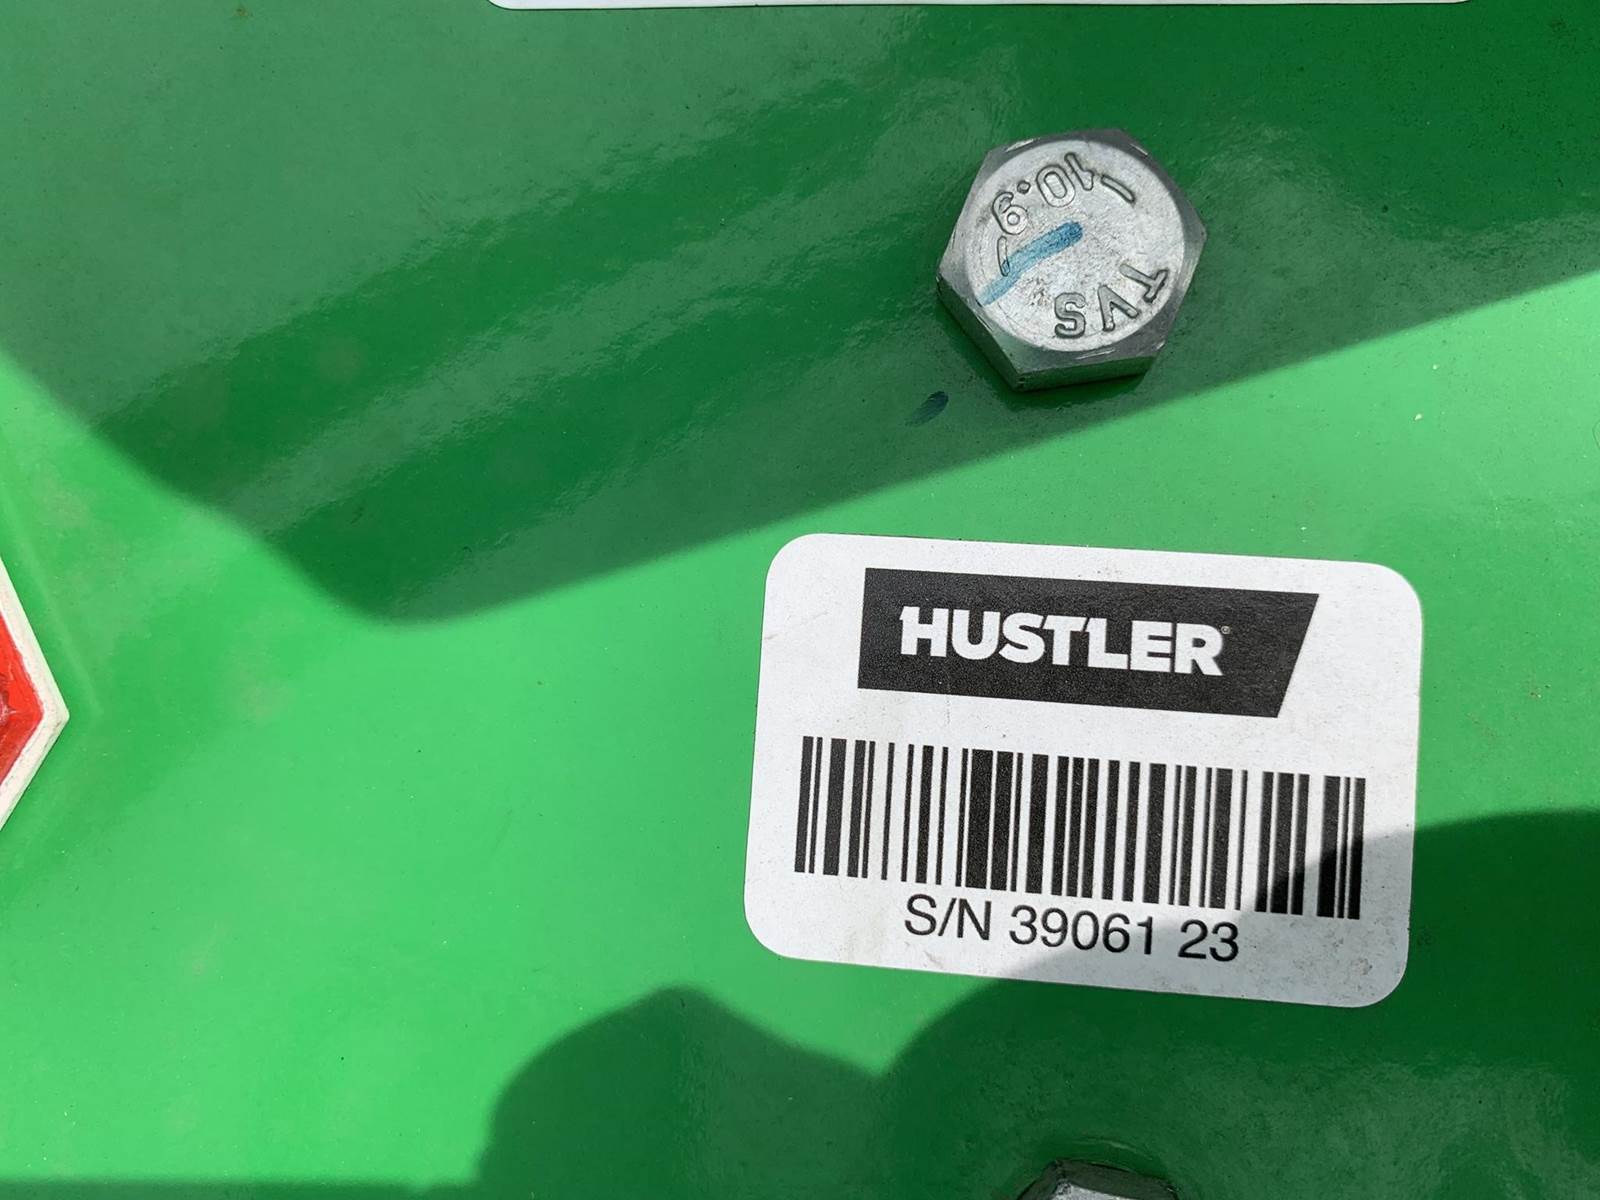 10.9
TVS
HUSTLER®
S/N 39061 23